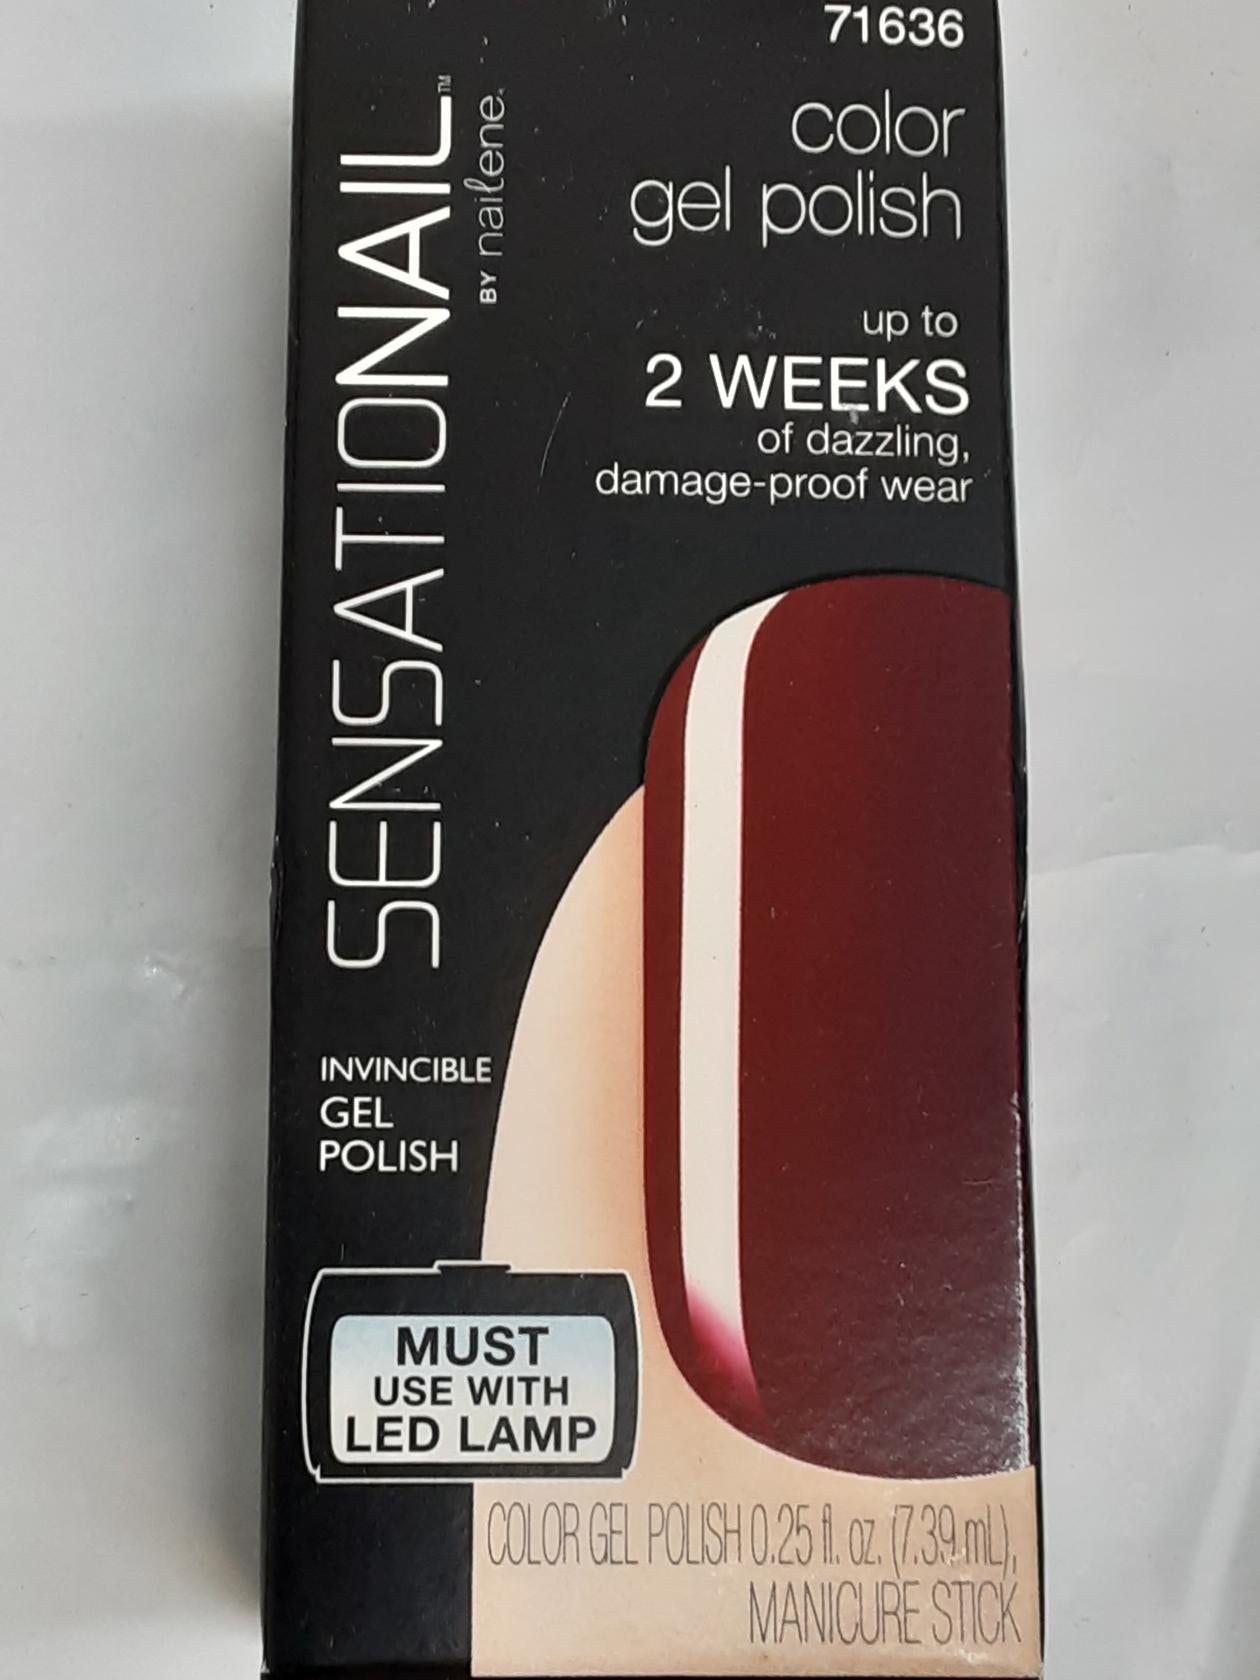 71636
color
gel polish
up to
2 WEEKS
of dazzling,
damage-proof wear
SENSATIONAIL™
BY nailene.
INVINCIBLE
GEL
POLISH
MUST
USE WITH
LED LAMP
COLOR GEL POLISH 0.25 fl. oz. (7.39 mL),
MANICURE STICK